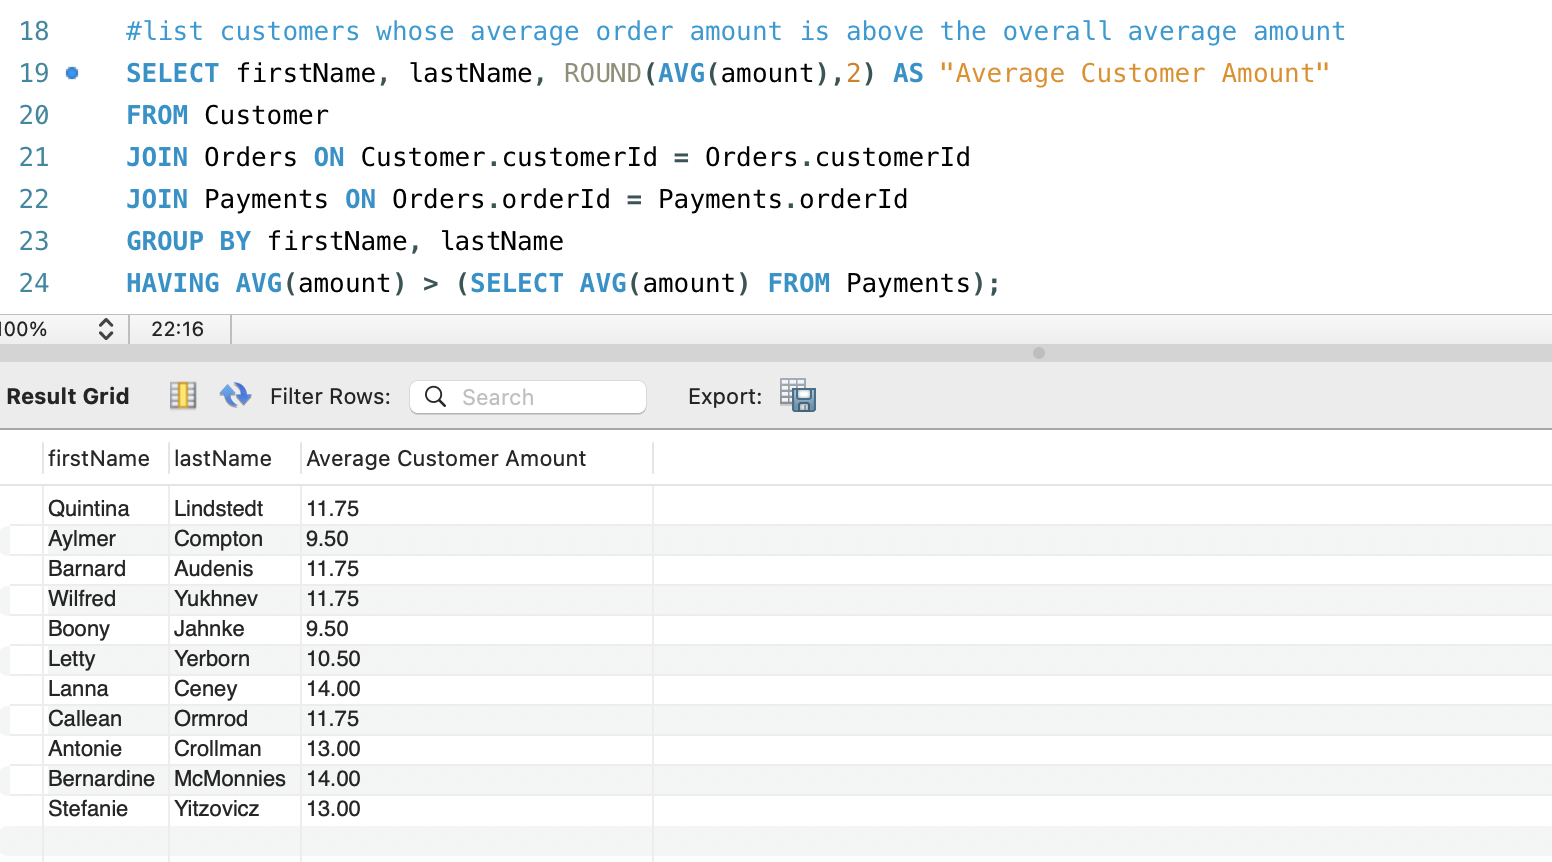 18 #list customers whose average order amount is above the overall average amount
19 SELECT firstName, lastName, ROUND(AVG(amount),2) AS "Average Customer Amount"
20 FROM Customer
21 JOIN Orders ON Customer.customerId = Orders.customerId
22 JOIN Payments ON Orders.orderId = Payments.orderId
23 GROUP BY firstName, lastName
24 HAVING AVG(amount) > (SELECT AVG(amount) FROM Payments);
100% 22:16
Result Grid Filter Rows: Search Export:
firstName lastName Average Customer Amount
Quintina Lindstedt 11.75
Aylmer Compton 9.50
Barnard Audenis 11.75
Wilfred Yukhnev 11.75
Boony Jahnke 9.50
Letty Yerborn 10.50
Lanna Ceney 14.00
Callean Ormrod 11.75
Antonie Crollman 13.00
Bernardine McMonnies 14.00
Stefanie Yitzovicz 13.00